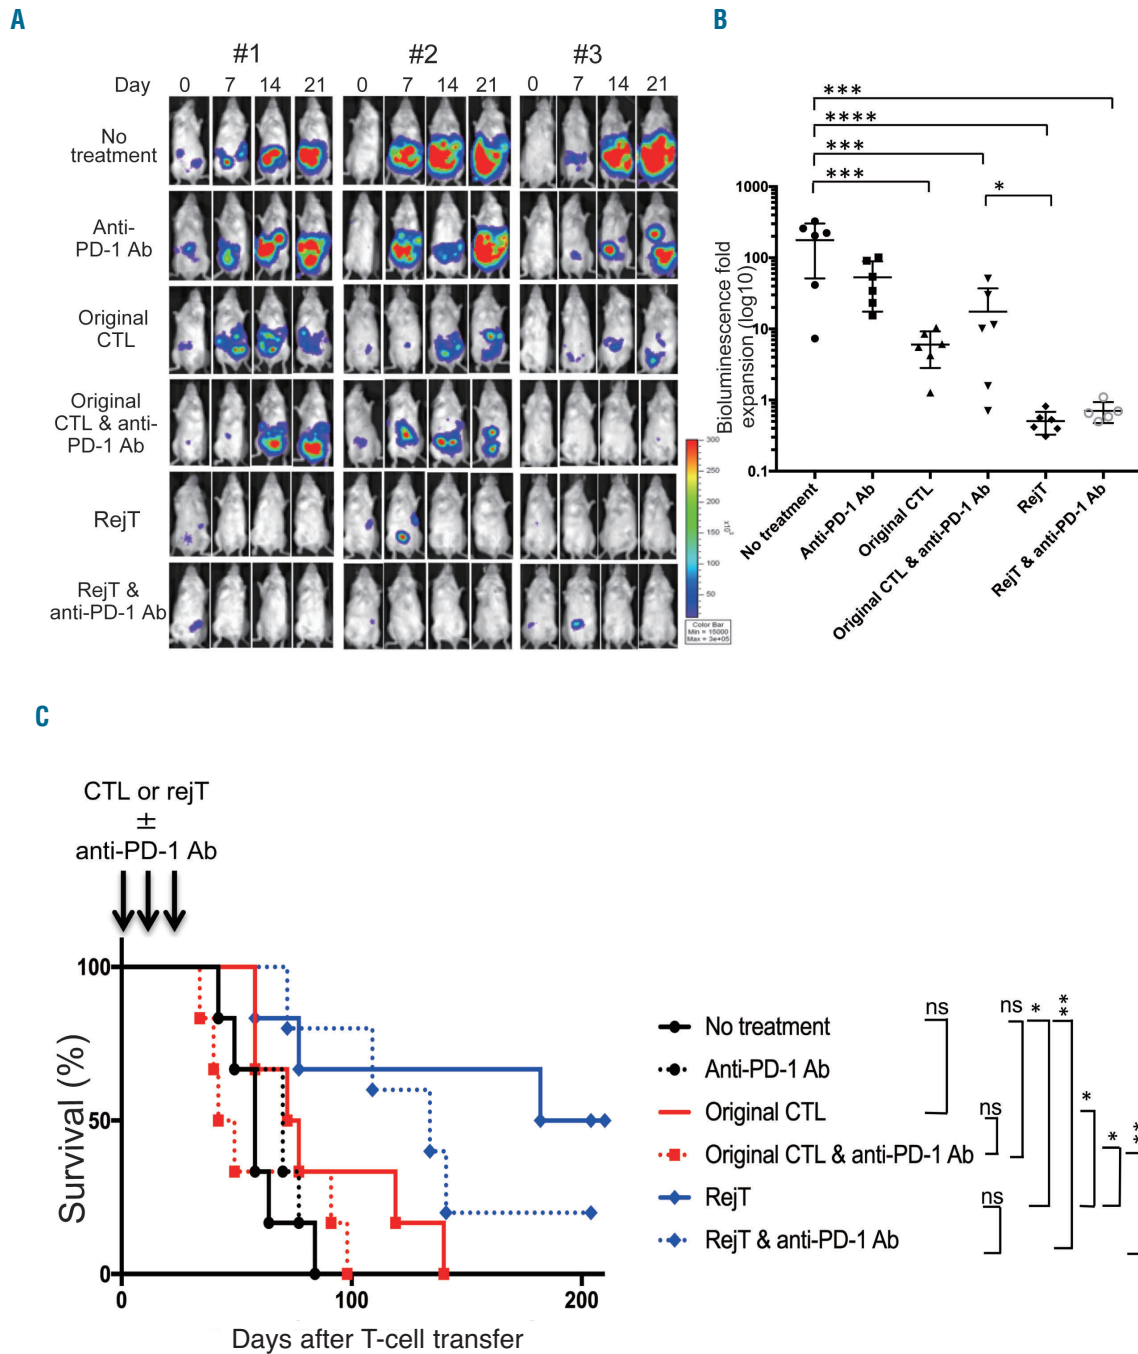 A
#1 #2 #3
Day 0 7 14 21 0 7 14 21 0 7 14 21
No
treatment
Anti-
PD-1 Ab
Original
CTL
Original
CTL & anti-
PD-1 Ab
RejT
RejT &
anti-PD-1 Ab
300
250
200
150
100
50
Color Bar
Min = 15000
Max = 3e+05
B
***
****
***
***
*
Bioluminescence fold
expansion (log10)
1000
100
10
1
0.1
No treatment
Anti-PD-1 Ab
Original CTL
Original CTL & anti-PD-1 Ab
RejT
RejT & anti-PD-1 Ab
C
CTL or rejT
±
anti-PD-1 Ab
Survival (%)
100
50
0
0 100 200
Days after T-cell transfer
No treatment
Anti-PD-1 Ab
Original CTL
Original CTL & anti-PD-1 Ab
RejT
RejT & anti-PD-1 Ab
ns ns * **
ns * * **
ns